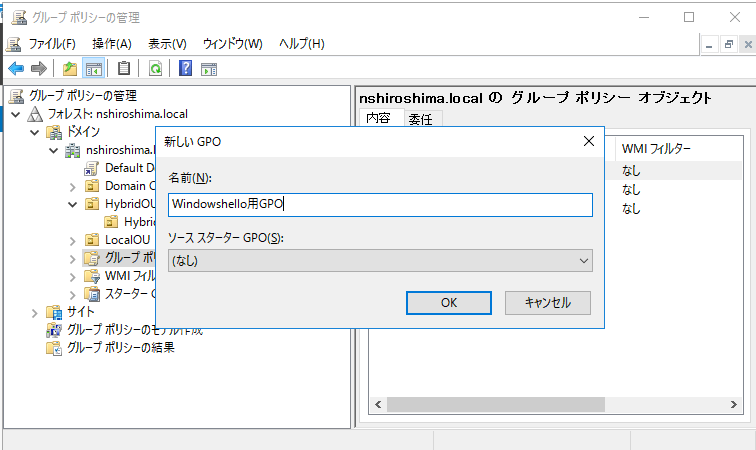 グループ ポリシーの管理
ファイル(F) 操作(A) 表示(V) ウィンドウ(W) ヘルプ(H)
グループ ポリシーの管理
フォレスト: nshiroshima.local
ドメイン
nshiroshima.
Default D
Domain C
HybridOU
Hybrid
LocalOU
グループ ポ
WMI フィル
スターター
サイト
グループ ポリシーのモデル作成
グループ ポリシーの結果
nshiroshima.local の グループ ポリシー オブジェクト
内容 委任
WMI フィルター
なし
なし
なし
新しい GPO
名前(N):
Windowshello用GPO
ソース スターター GPO(S):
(なし)
OK キャンセル